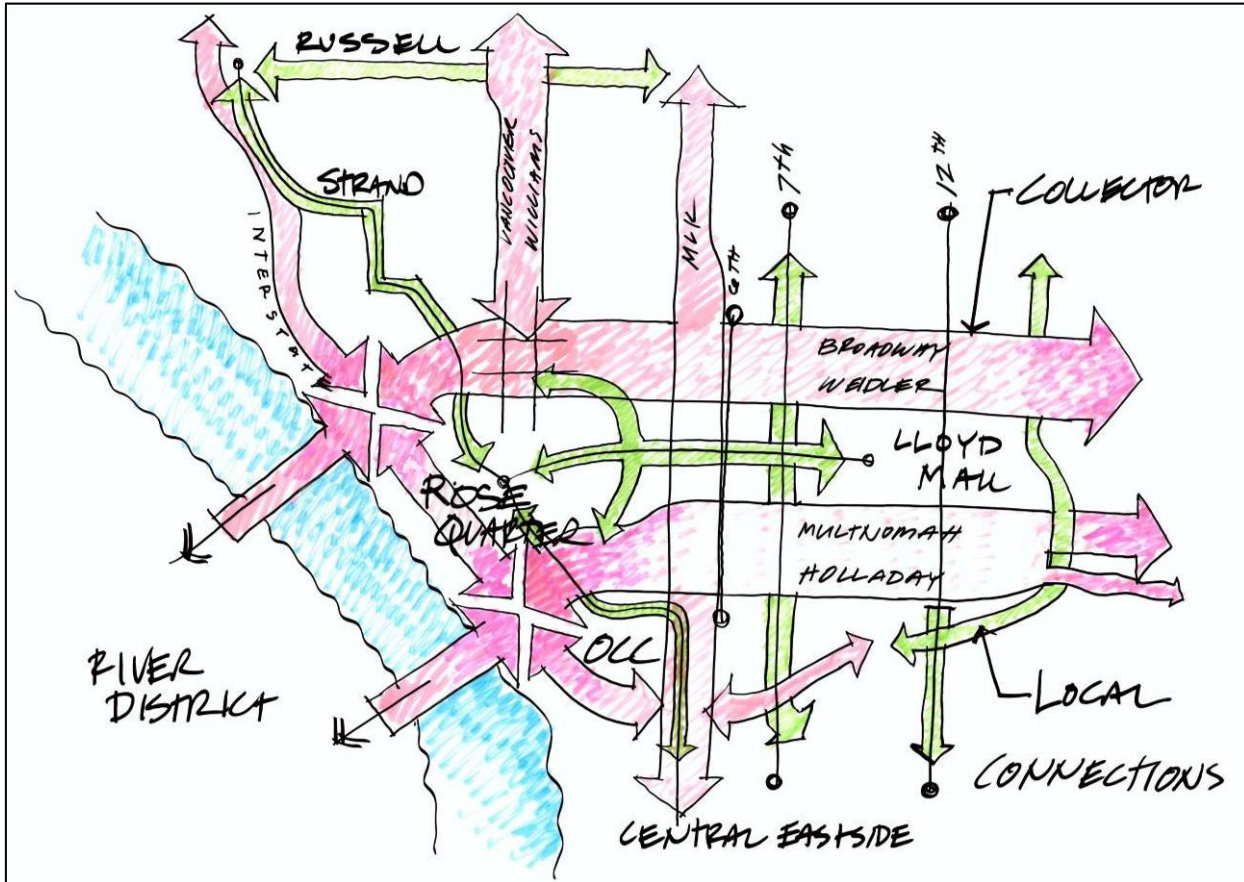 RUSSELL
STRAND
INTERSTATE
VANCOUVER
WILLIAMS
MLK
6TH
7th
12TH
COLLECTOR
BROADWAY
WEIDLER
LLOYD
MALL
ROSE
QUARTER
MULTNOMAH
HOLLADAY
OCC
RIVER
DISTRICT
LOCAL
CONNECTIONS
CENTRAL EASTSIDE